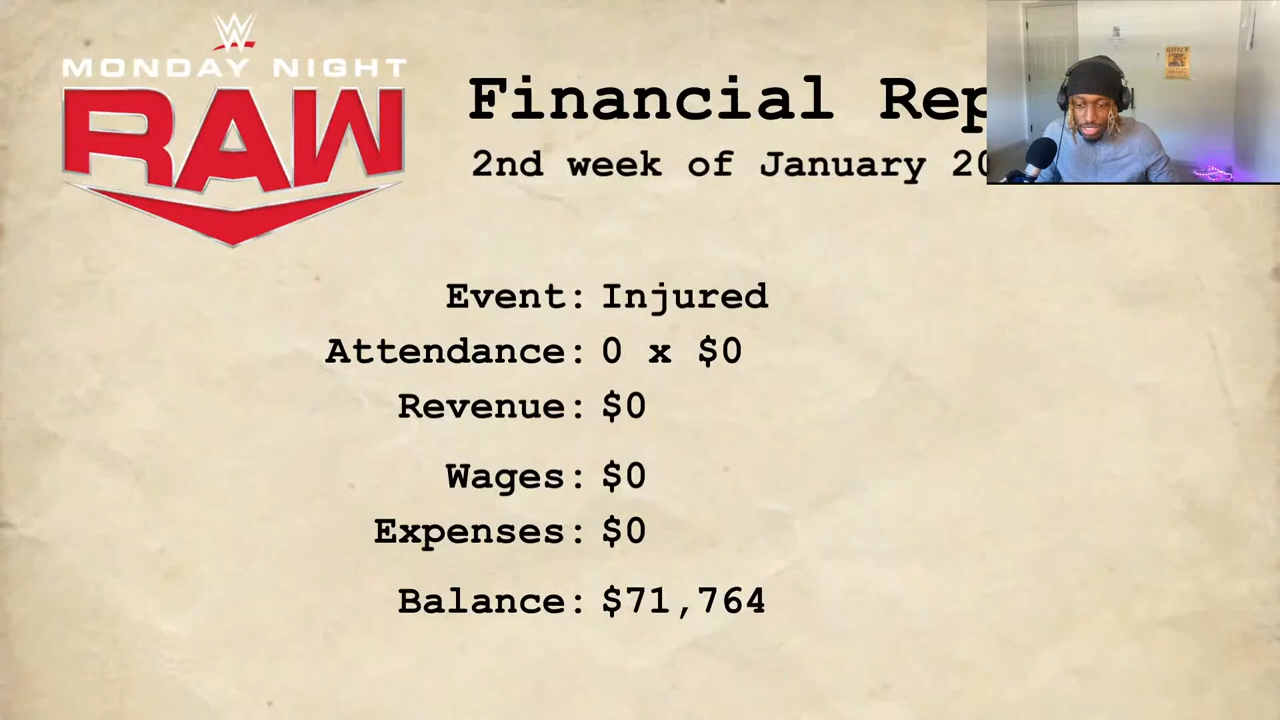 W
MONDAY NIGHT
RAW
Financial Rep
2nd week of January 20
Event: Injured
Attendance: 0 x $0
Revenue: $0
Wages: $0
Expenses: $0
Balance: $71,764
WANTED